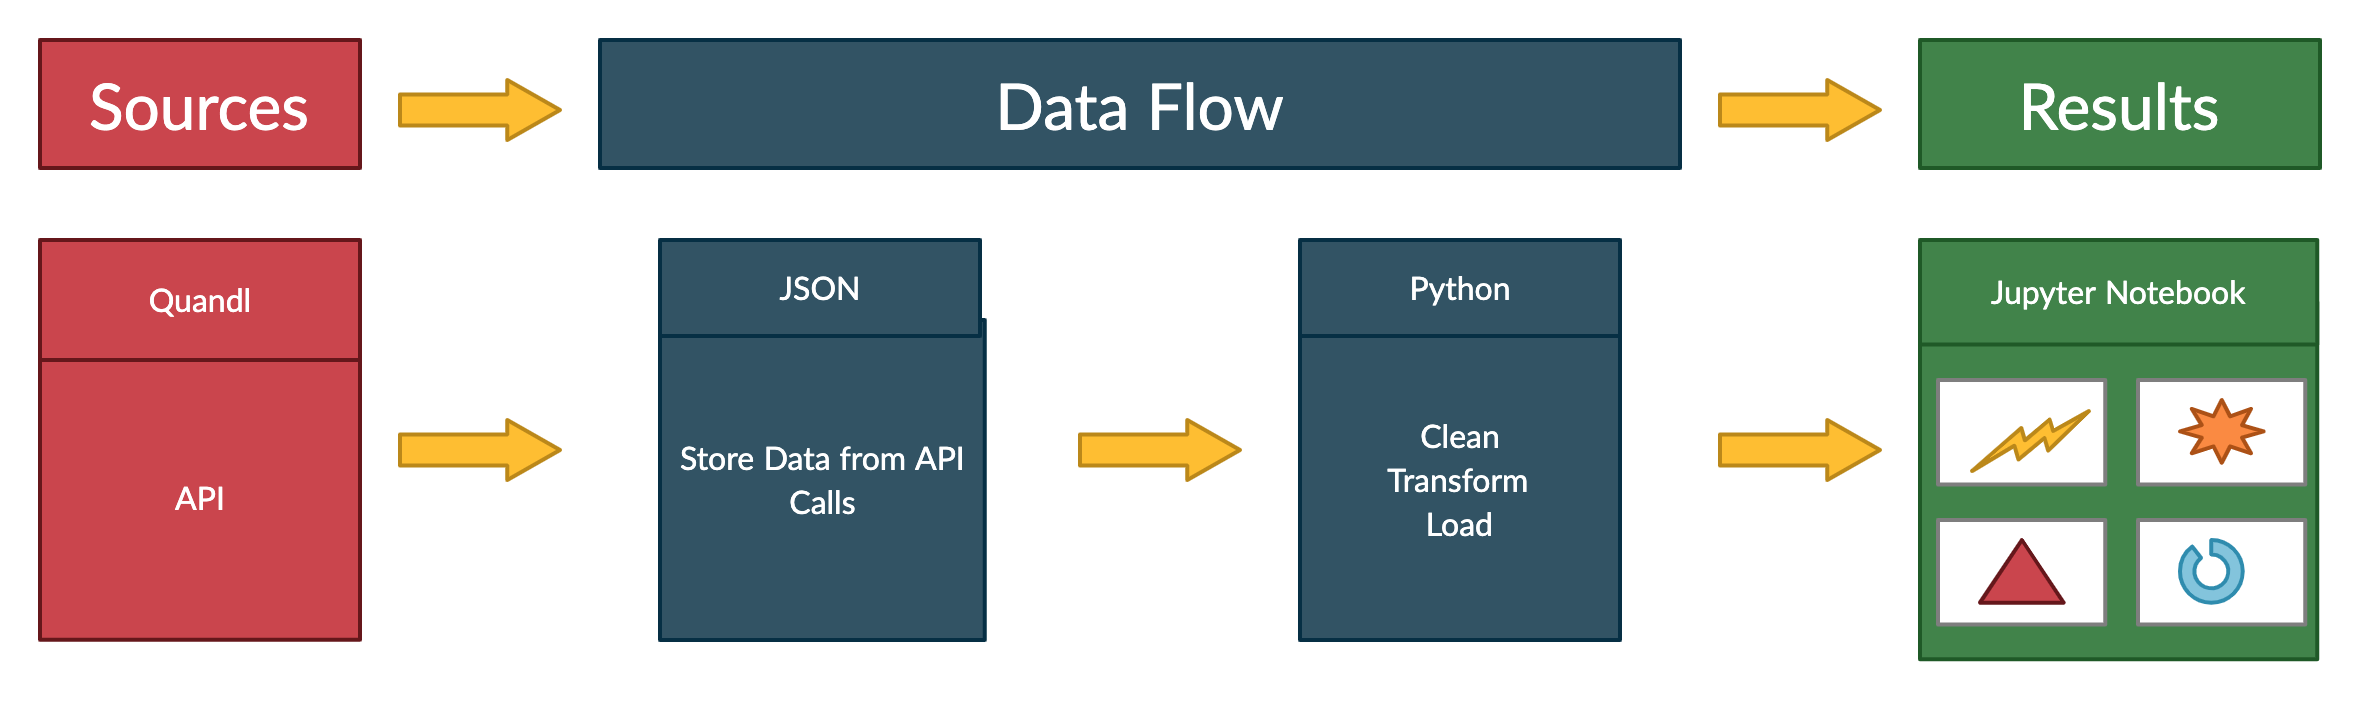 Sources
Data Flow
Results
Quandl
API
JSON
Store Data from API
Calls
Python
Clean
Transform
Load
Jupyter Notebook